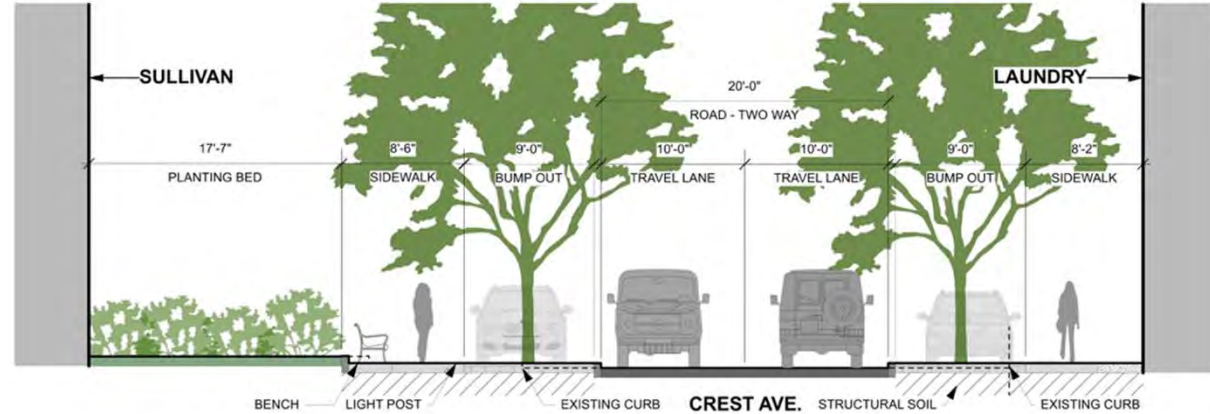 SULLIVAN
LAUNDRY
20'-0"
ROAD - TWO WAY
17'-7" 8'-6" 9'-0" 10'-0" 10'-0" 9'-0" 8'-2"
PLANTING BED SIDEWALK BUMP OUT TRAVEL LANE TRAVEL LANE BUMP OUT SIDEWALK
BENCH LIGHT POST EXISTING CURB CREST AVE. STRUCTURAL SOIL EXISTING CURB